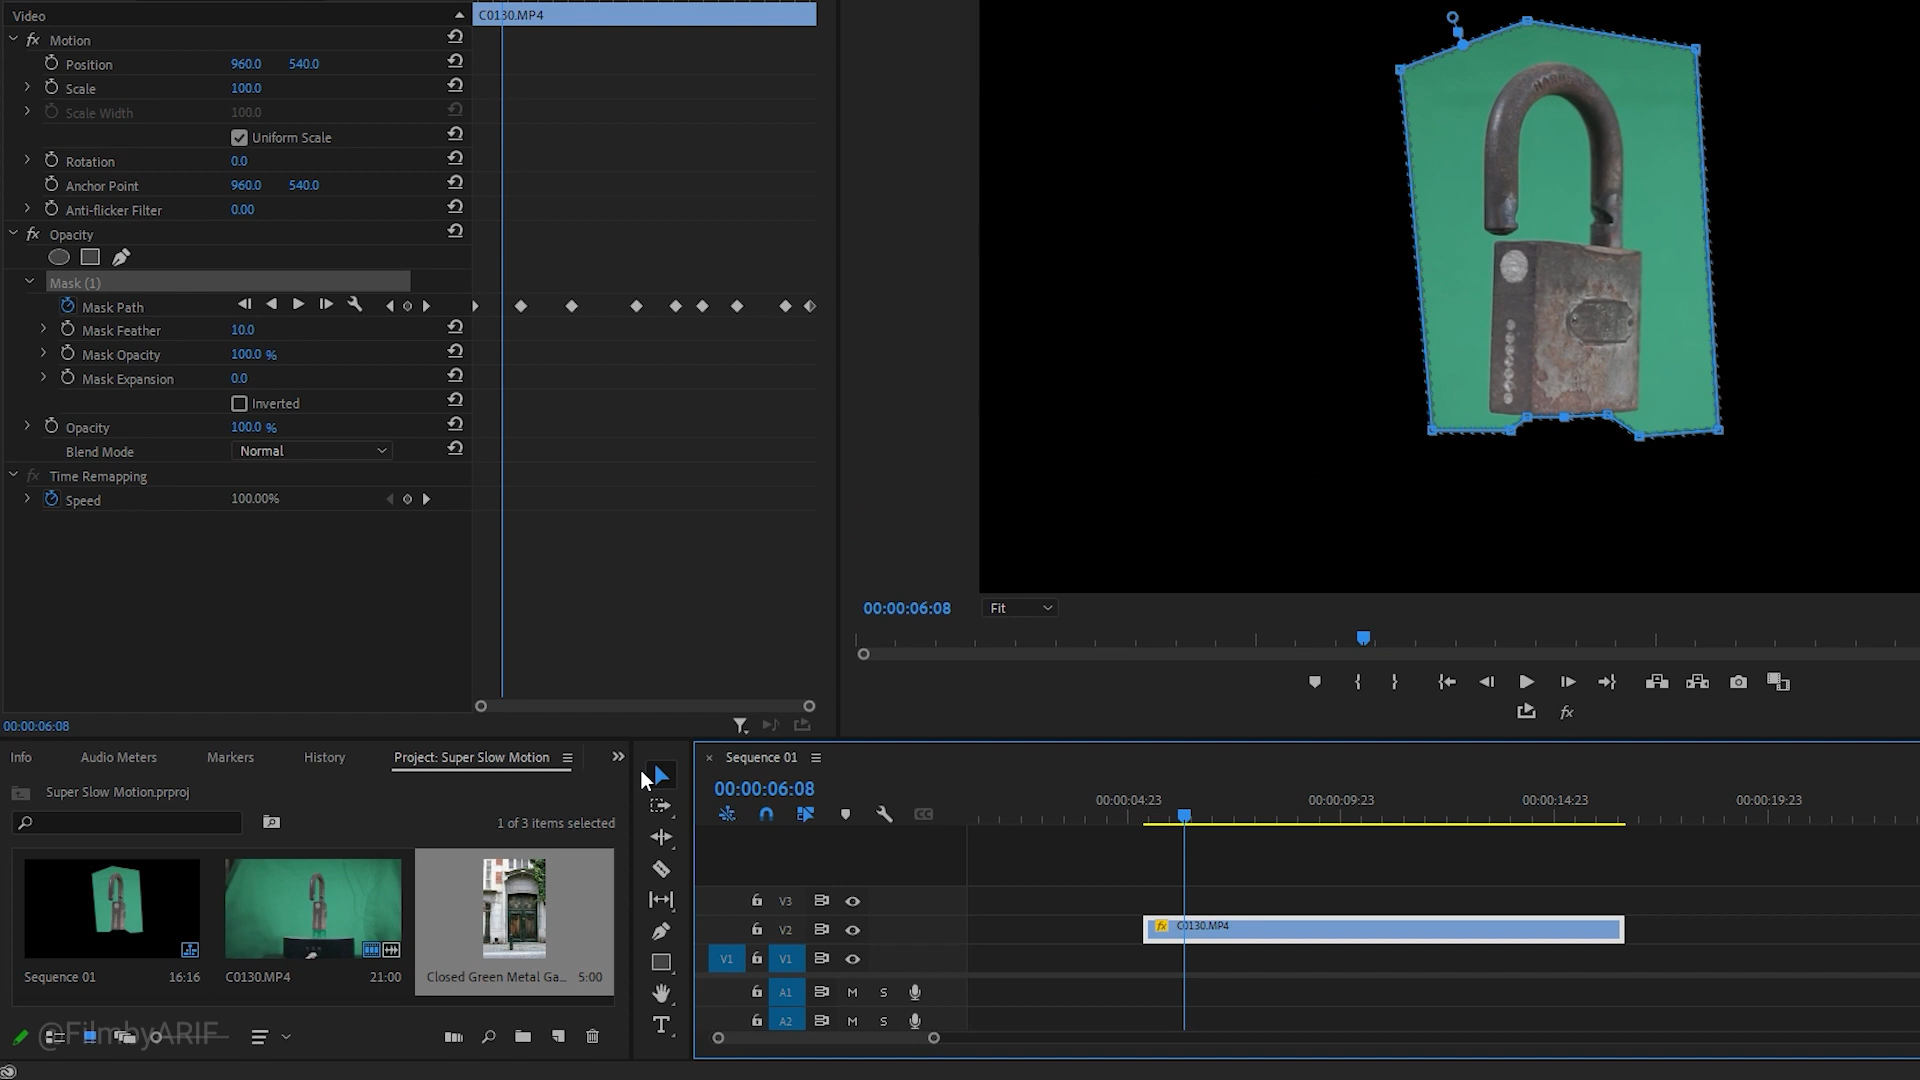 Video
C0130.MP4
fx Motion
Position 960.0 540.0
Scale 100.0
Scale Width 100.0
Uniform Scale
Rotation 0.0
Anchor Point 960.0 540.0
Anti-flicker Filter 0.00
fx Opacity
Mask (1)
Mask Path
Mask Feather 10.0
Mask Opacity 100.0 %
Mask Expansion 0.0
Inverted
Opacity 100.0 %
Blend Mode Normal
fx Time Remapping
Speed 100.00%
00:00:06:08
00:00:06:08 Fit
fx
Info Audio Meters Markers History Project: Super Slow Motion
Super Slow Motion.prproj
1 of 3 items selected
Sequence 01 16:16
C0130.MP4 21:00
Closed Green Metal Ga... 5:00
@FilmbyARIF
T
× Sequence 01
00:00:06:08
CC
00:00:04:23 00:00:09:23 00:00:14:23 00:00:19:23
V3
V2
fx C0130.MP4
V1 V1
A1 M S
A2 M S